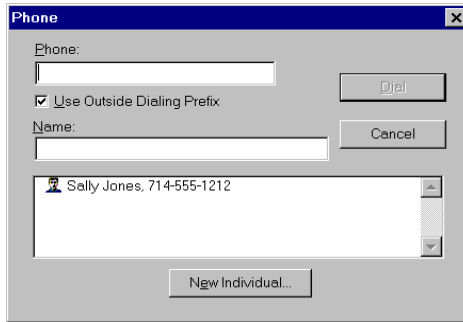 Phone
Phone:
Use Outside Dialing Prefix
Dial
Name:
Cancel
Sally Jones, 714-555-1212
New Individual...